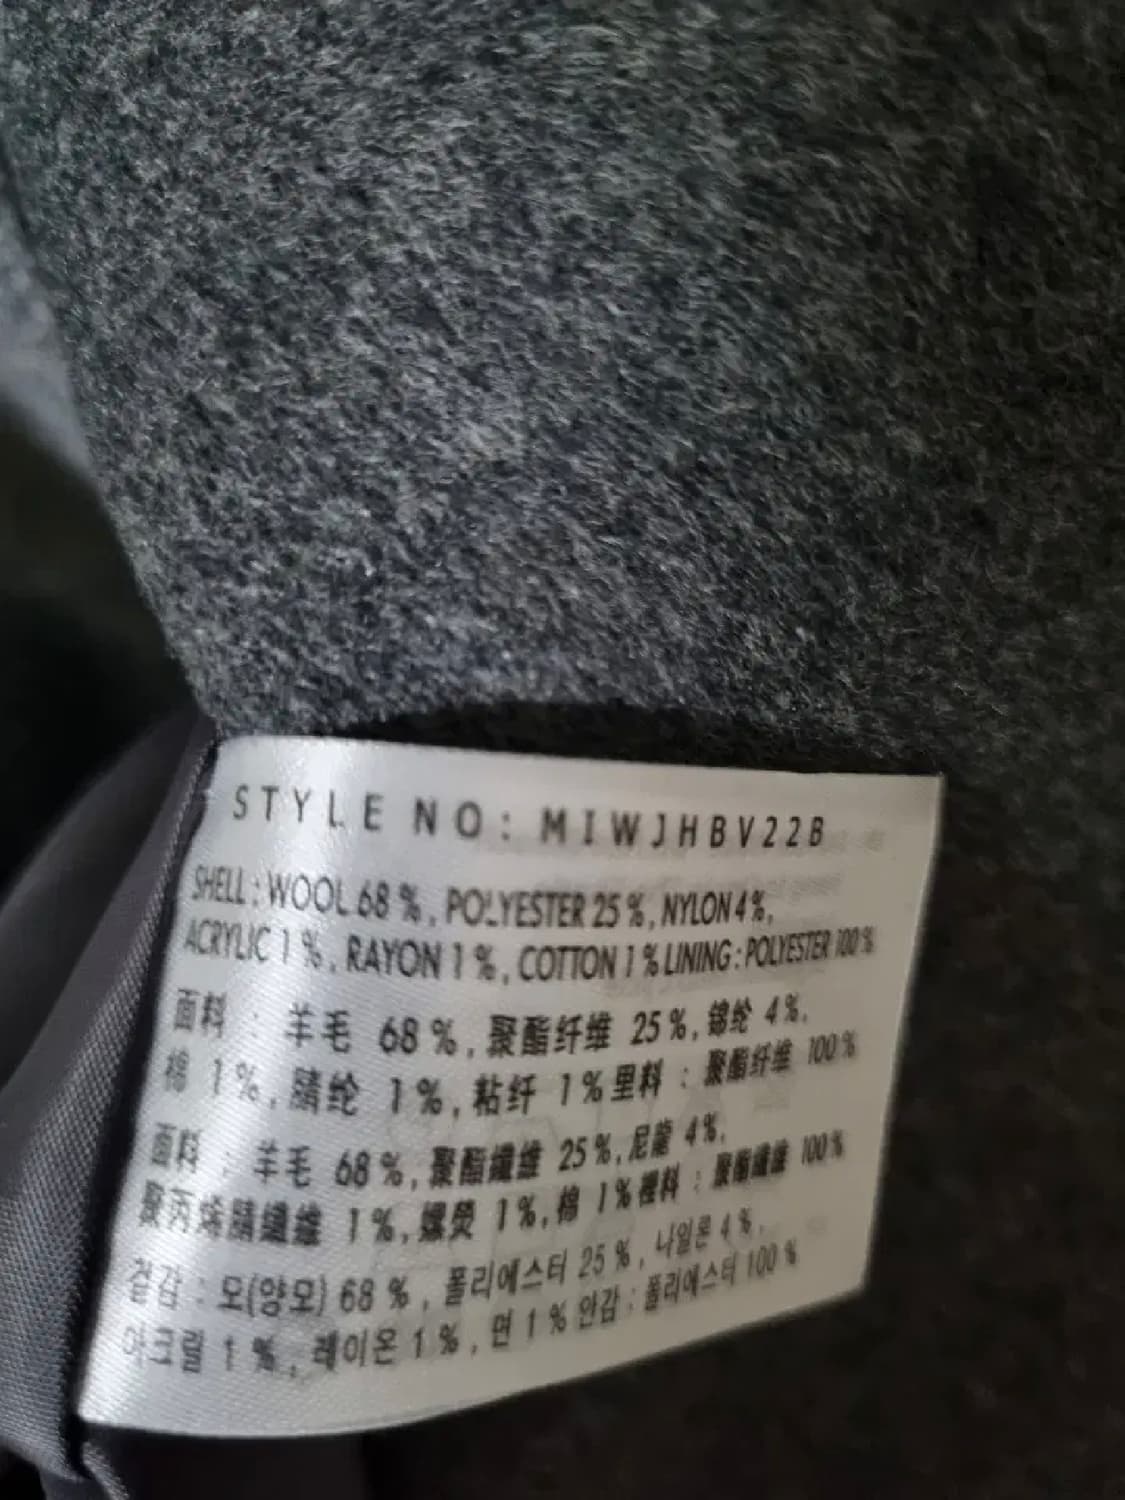 STYLE NO: MIWJHBV22B
SHELL: WOOL 68%, POLYESTER 25%, NYLON 4%,
ACRYLIC 1%, RAYON 1%, COTTON 1% LINING: POLYESTER 100%
面料: 羊毛 68%, 聚酯纤维 25%, 锦纶 4%,
棉 1%, 腈纶 1%, 粘纤 1% 里料: 聚酯纤维 100%
面料: 羊毛 68%, 聚酯纖維 25%, 尼龍 4%,
聚丙烯腈纖維 1%, 嫘熒 1%, 棉 1% 裡料: 聚酯纖維 100%
겉감: 모(양모) 68%, 폴리에스터 25%, 나일론 4%,
아크릴 1%, 레이온 1%, 면 1% 안감: 폴리에스터 100%